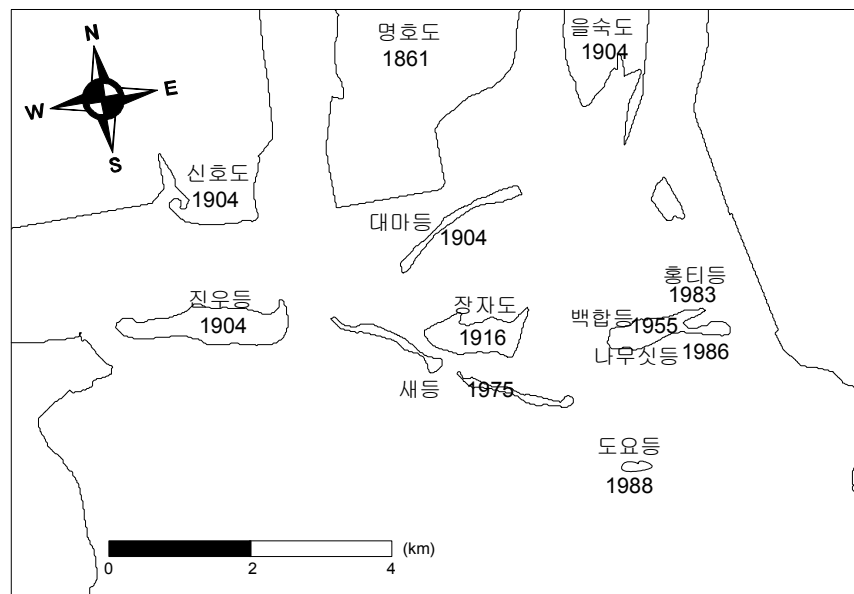 명호도
1861
을숙도
1904
N
W
E
S
신호도
1904
대마등
1904
홍티등
1983
진우등
1904
장자도
1916
백합등
1955
나무싯등
1986
새등
1975
도요등
1988
(km)
0
2
4